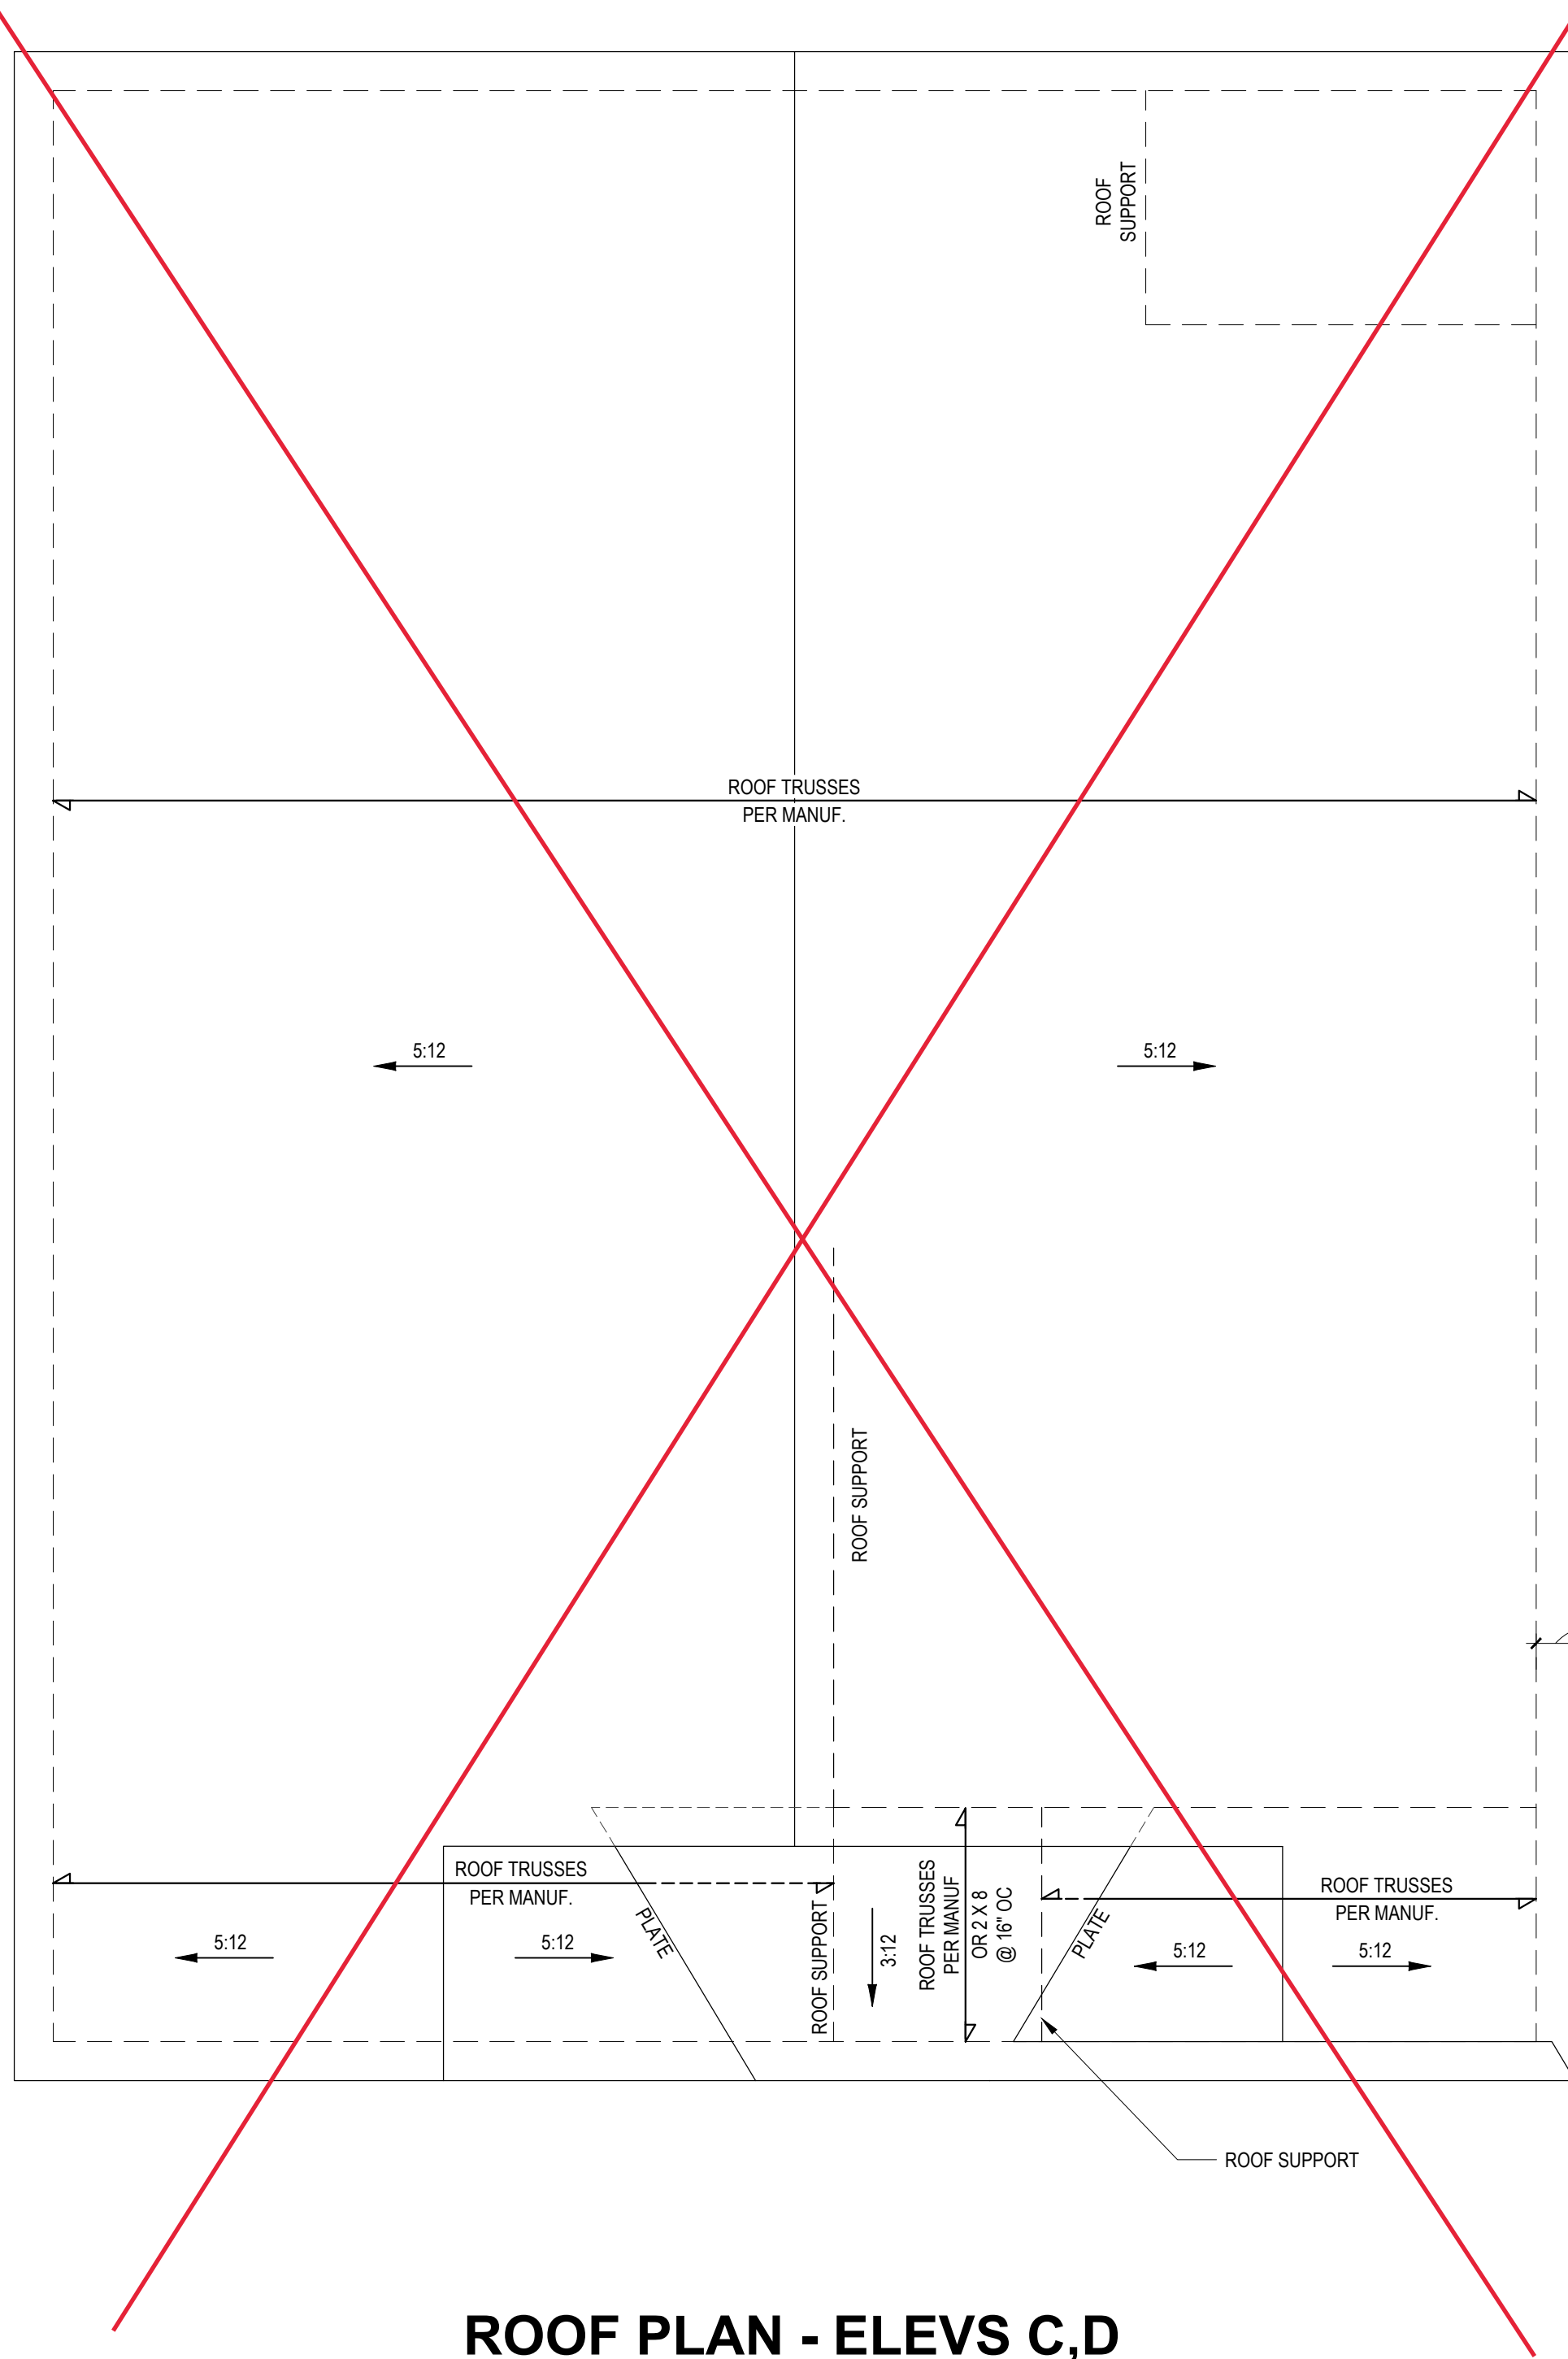 ROOF
SUPPORT
ROOF TRUSSES
PER MANUF.
5:12
5:12
ROOF SUPPORT
ROOF TRUSSES
PER MANUF.
PLATE
ROOF SUPPORT
3:12
ROOF TRUSSES
PER MANUF
OR 2 X 8
@ 16" OC
PLATE
ROOF TRUSSES
PER MANUF.
5:12
5:12
5:12
5:12
ROOF SUPPORT
ROOF PLAN - ELEVS C,D